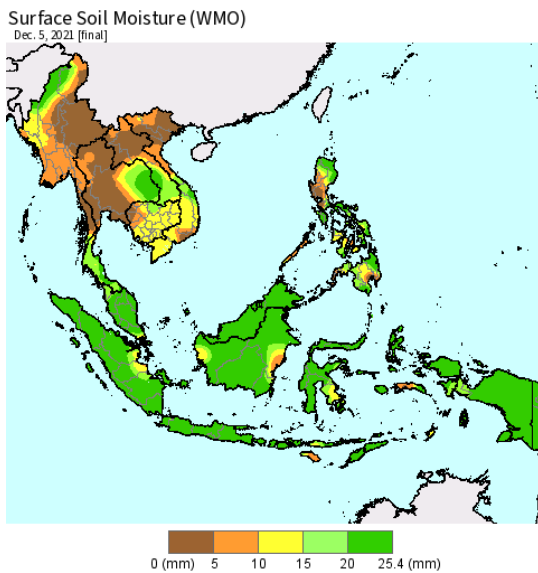 Surface Soil Moisture (WMO)
Dec. 5, 2021 [final]
0 (mm) 5 10 15 20 25.4 (mm)